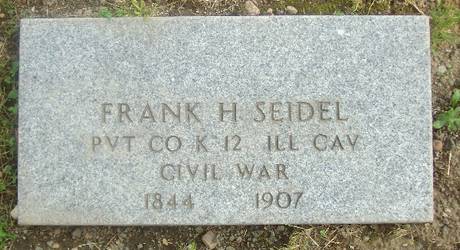 FRANK H SEIDEL
PVT CO K 12 ILL CAV
CIVIL WAR
1844 1907